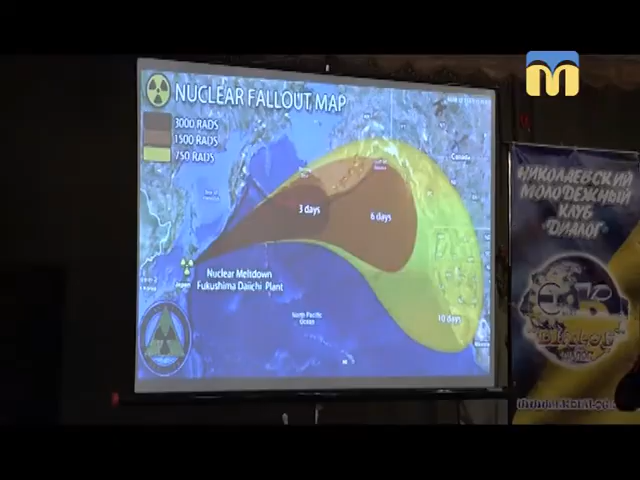 NUCLEAR FALLOUT MAP
3000 RADS
1500 RADS
750 RADS
Canada
3 days
6 days
Nuclear Meltdown
Fukushima Daiichi Plant
Japan
North Pacific
Ocean
10 days
НИКОЛАЕВСКИЙ
МОЛОДЕЖНЫЙ
КЛУБ
"ДИАЛОГ"